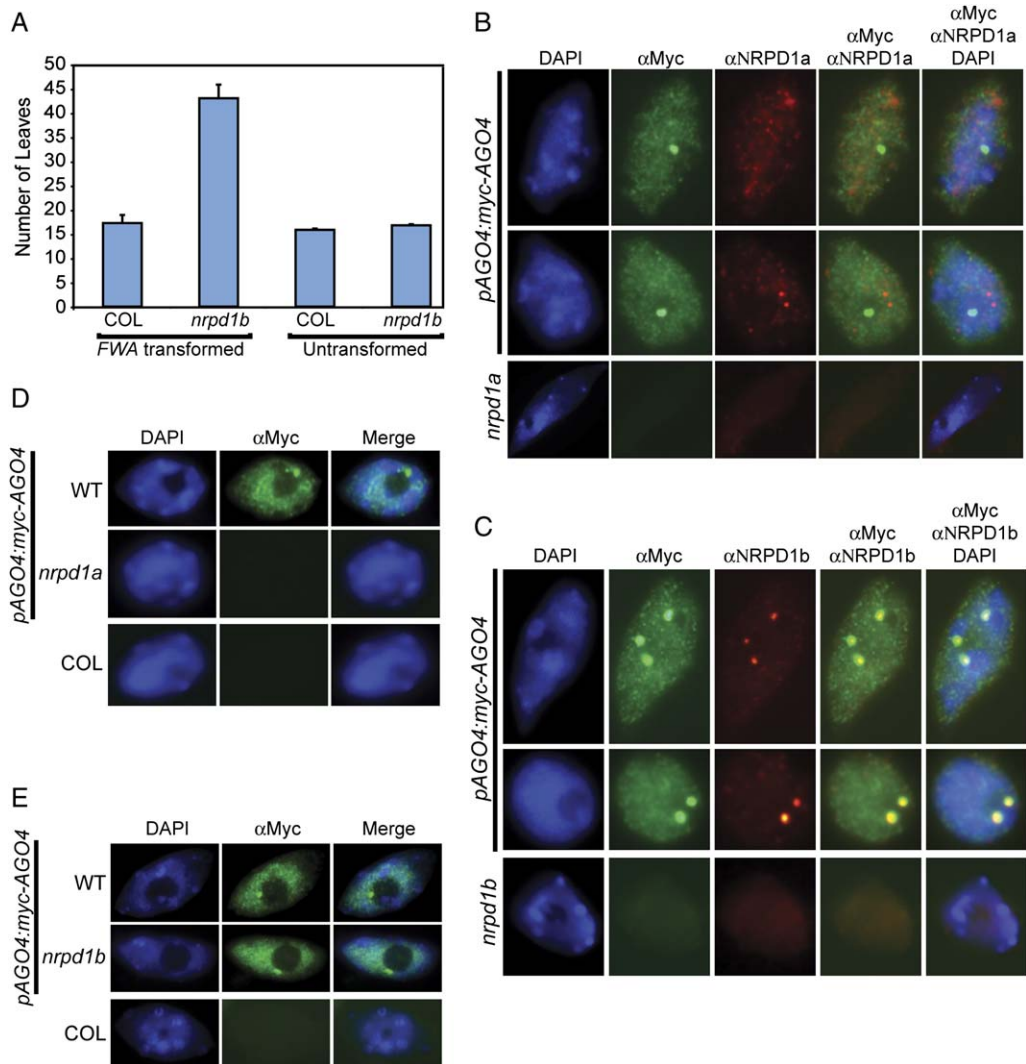 A
Number of Leaves
50
45
40
35
30
25
20
15
10
5
0
COL
nrpd1b
COL
nrpd1b
FWA transformed
Untransformed
B
DAPI
αMyc
αNRPD1a
αMyc
αNRPD1a
αMyc
αNRPD1a
DAPI
pAGO4:myc-AGO4
nrpd1a
D
DAPI
αMyc
Merge
pAGO4:myc-AGO4
WT
nrpd1a
COL
C
DAPI
αMyc
αNRPD1b
αMyc
αNRPD1b
αMyc
αNRPD1b
DAPI
pAGO4:myc-AGO4
nrpd1b
E
DAPI
αMyc
Merge
pAGO4:myc-AGO4
WT
nrpd1b
COL